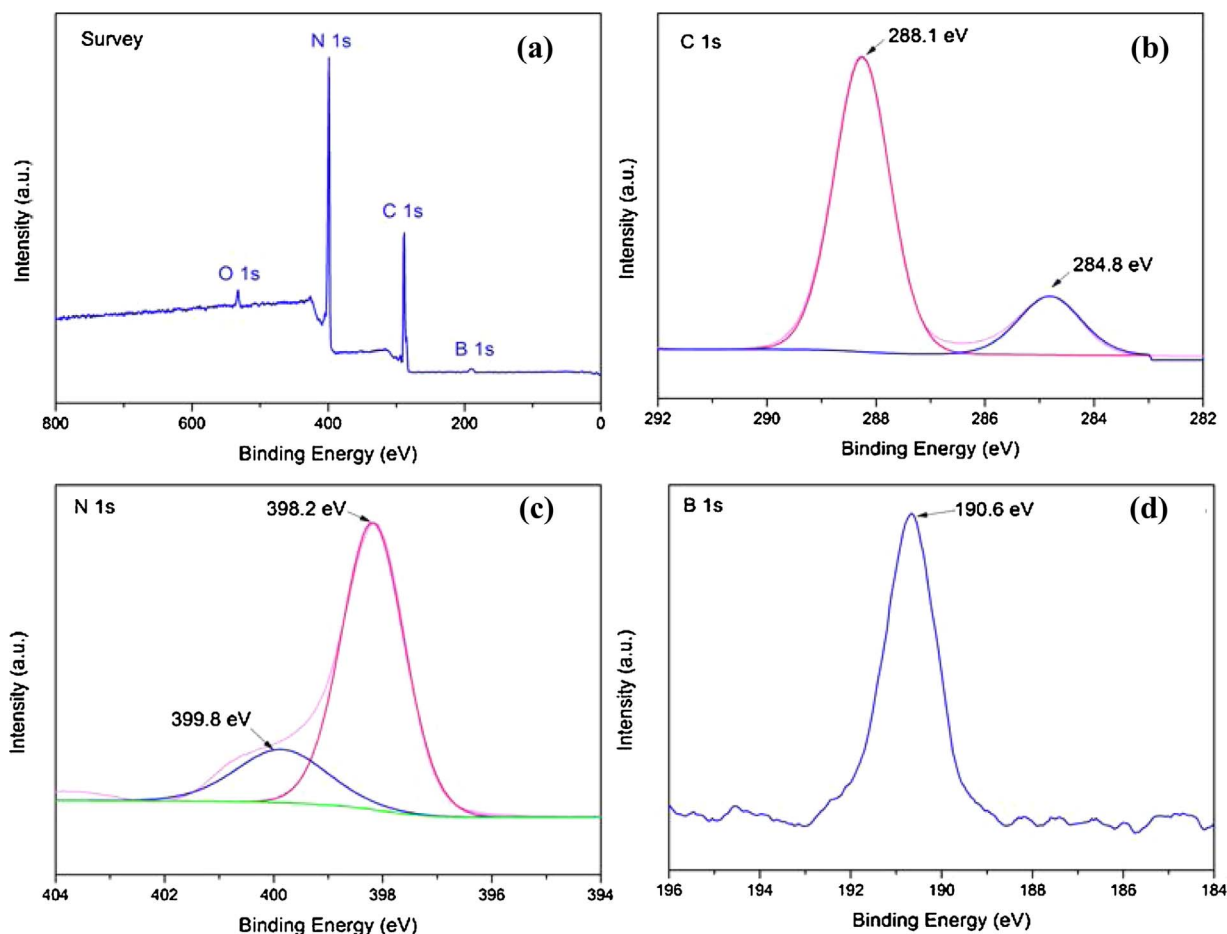 Survey
(a)
N 1s
C 1s
O 1s
B 1s
Intensity (a.u.)
800
600
400
200
0
Binding Energy (eV)
C 1s
(b)
288.1 eV
284.8 eV
Intensity (a.u.)
292
290
288
286
284
282
Binding Energy (eV)
N 1s
(c)
398.2 eV
399.8 eV
Intensity (a.u.)
404
402
400
398
396
394
Binding Energy (eV)
B 1s
(d)
190.6 eV
Intensity (a.u.)
196
194
192
190
188
186
184
Binding Energy (eV)